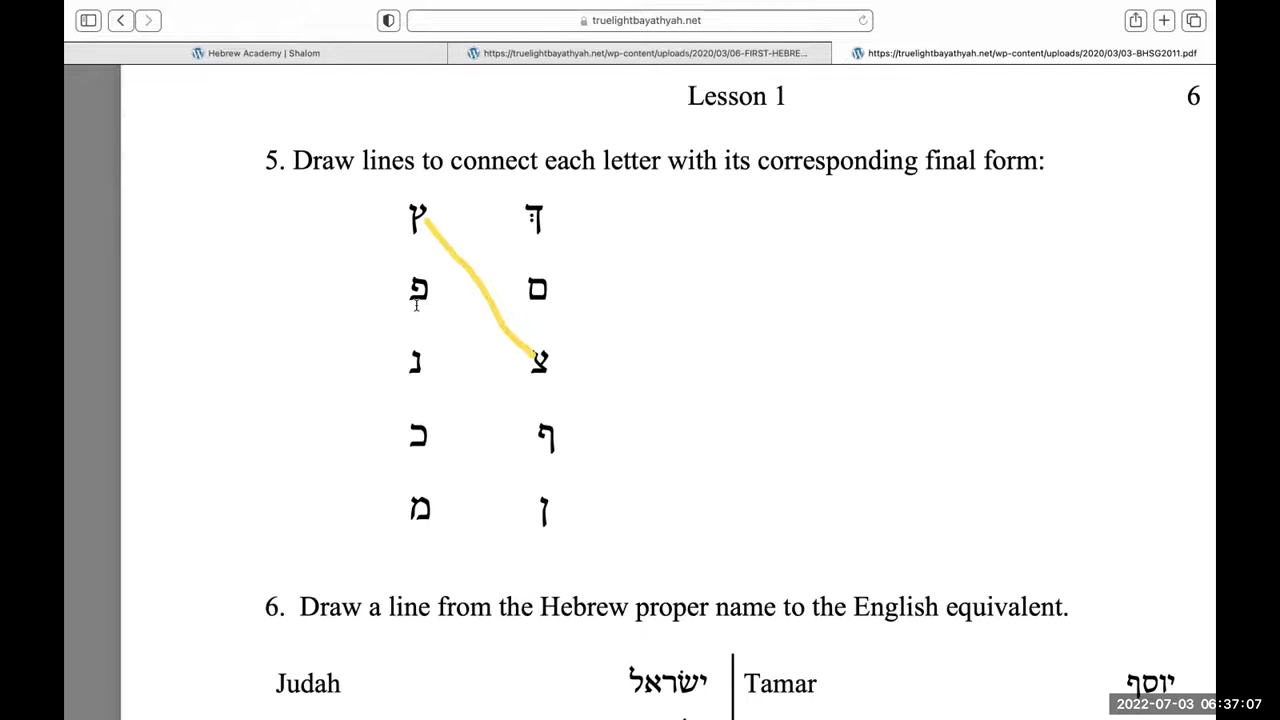 truelightbayathyah.net
Hebrew Academy | Shalom https://truelightbayathyah.net/wp-content/uploads/2020/03/06-FIRST-HEBRE... https://truelightbayathyah.net/wp-content/uploads/2020/03/03-BHSG2011.pdf
Lesson 1 6
5. Draw lines to connect each letter with its corresponding final form:
ץ ךְ
פ ם
נ צ
כ ף
מ ן
6. Draw a line from the Hebrew proper name to the English equivalent.
Judah יִשׂראל Tamar יוסף
2022-07-03 06:37:07